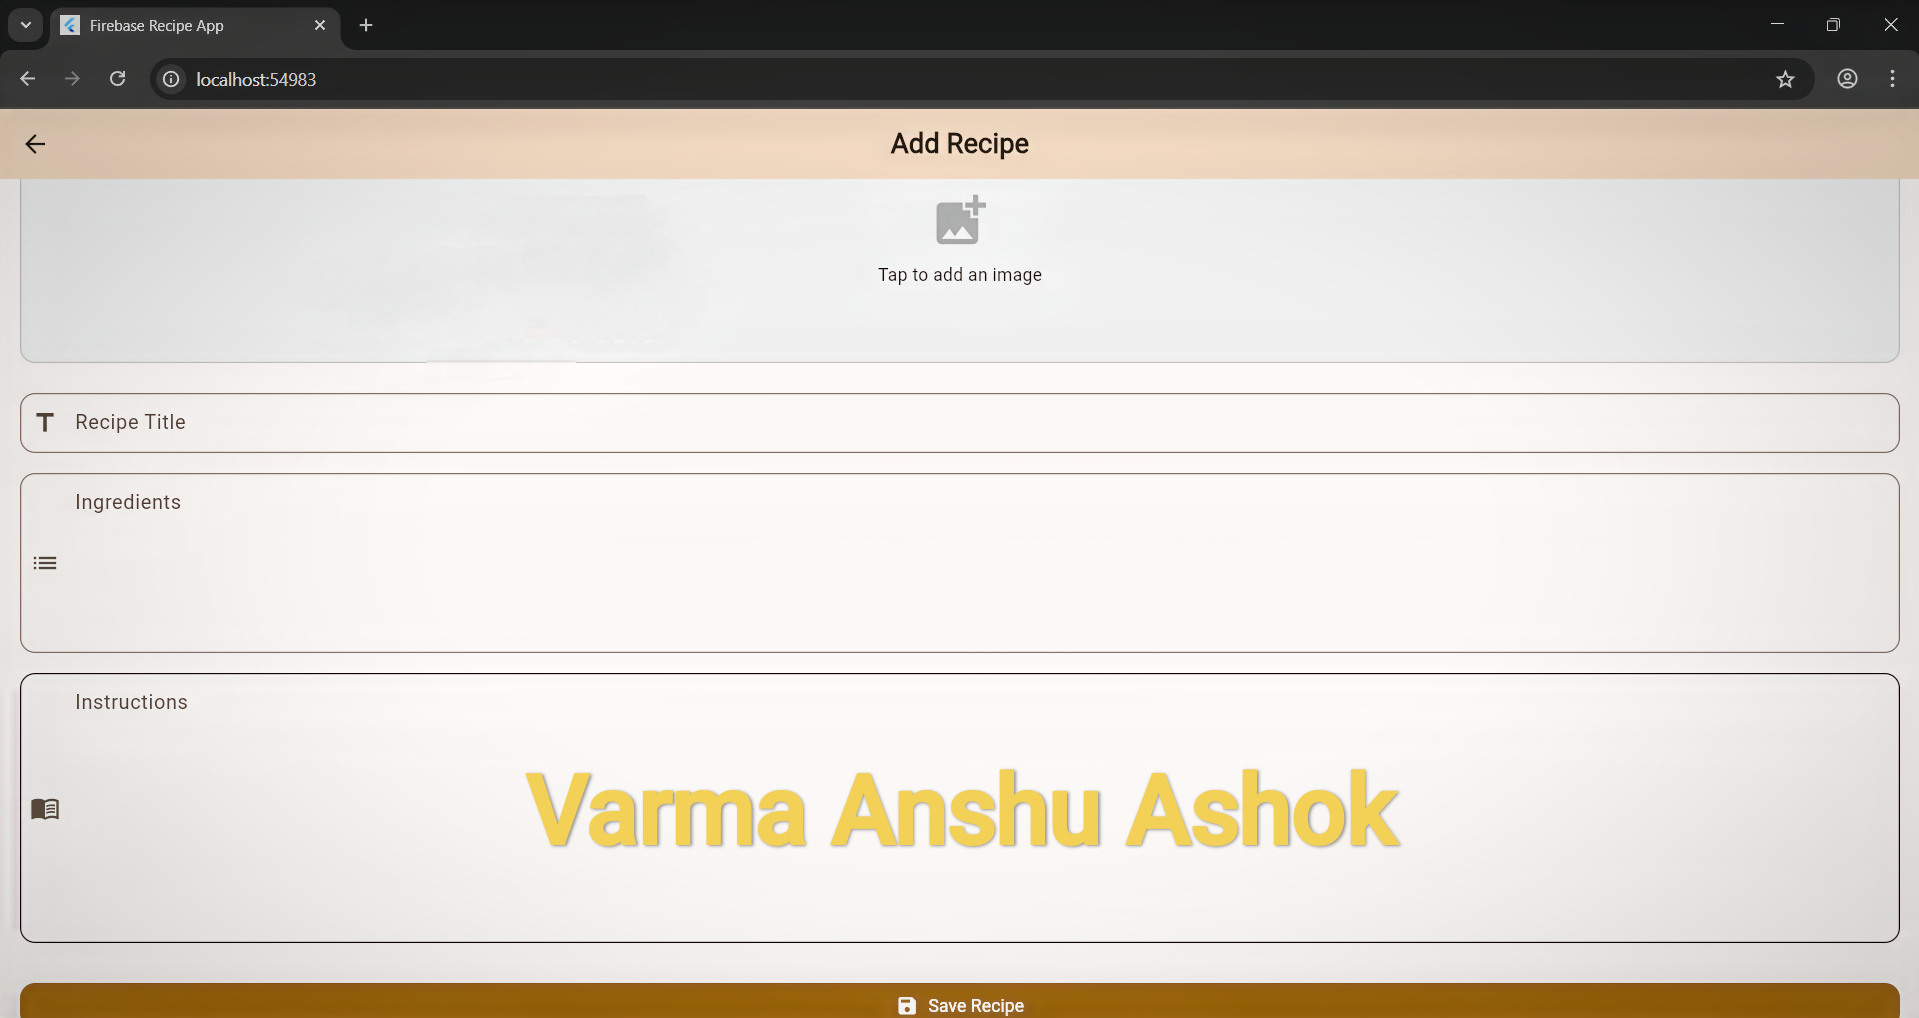 Firebase Recipe App
localhost:54983
Add Recipe
Tap to add an image
Recipe Title
Ingredients
Instructions
Varma Anshu Ashok
Save Recipe